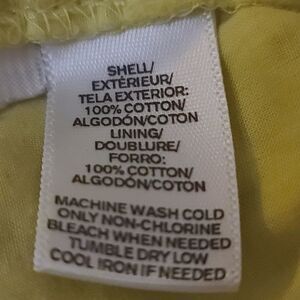 SHELL/
EXTÉRIEUR/
TELA EXTERIOR:
100% COTTON/
ALGODÓN/COTON
LINING/
DOUBLURE/
FORRO:
100% COTTON/
ALGODÓN/COTON
MACHINE WASH COLD
ONLY NON-CHLORINE
BLEACH WHEN NEEDED
TUMBLE DRY LOW
COOL IRON IF NEEDED